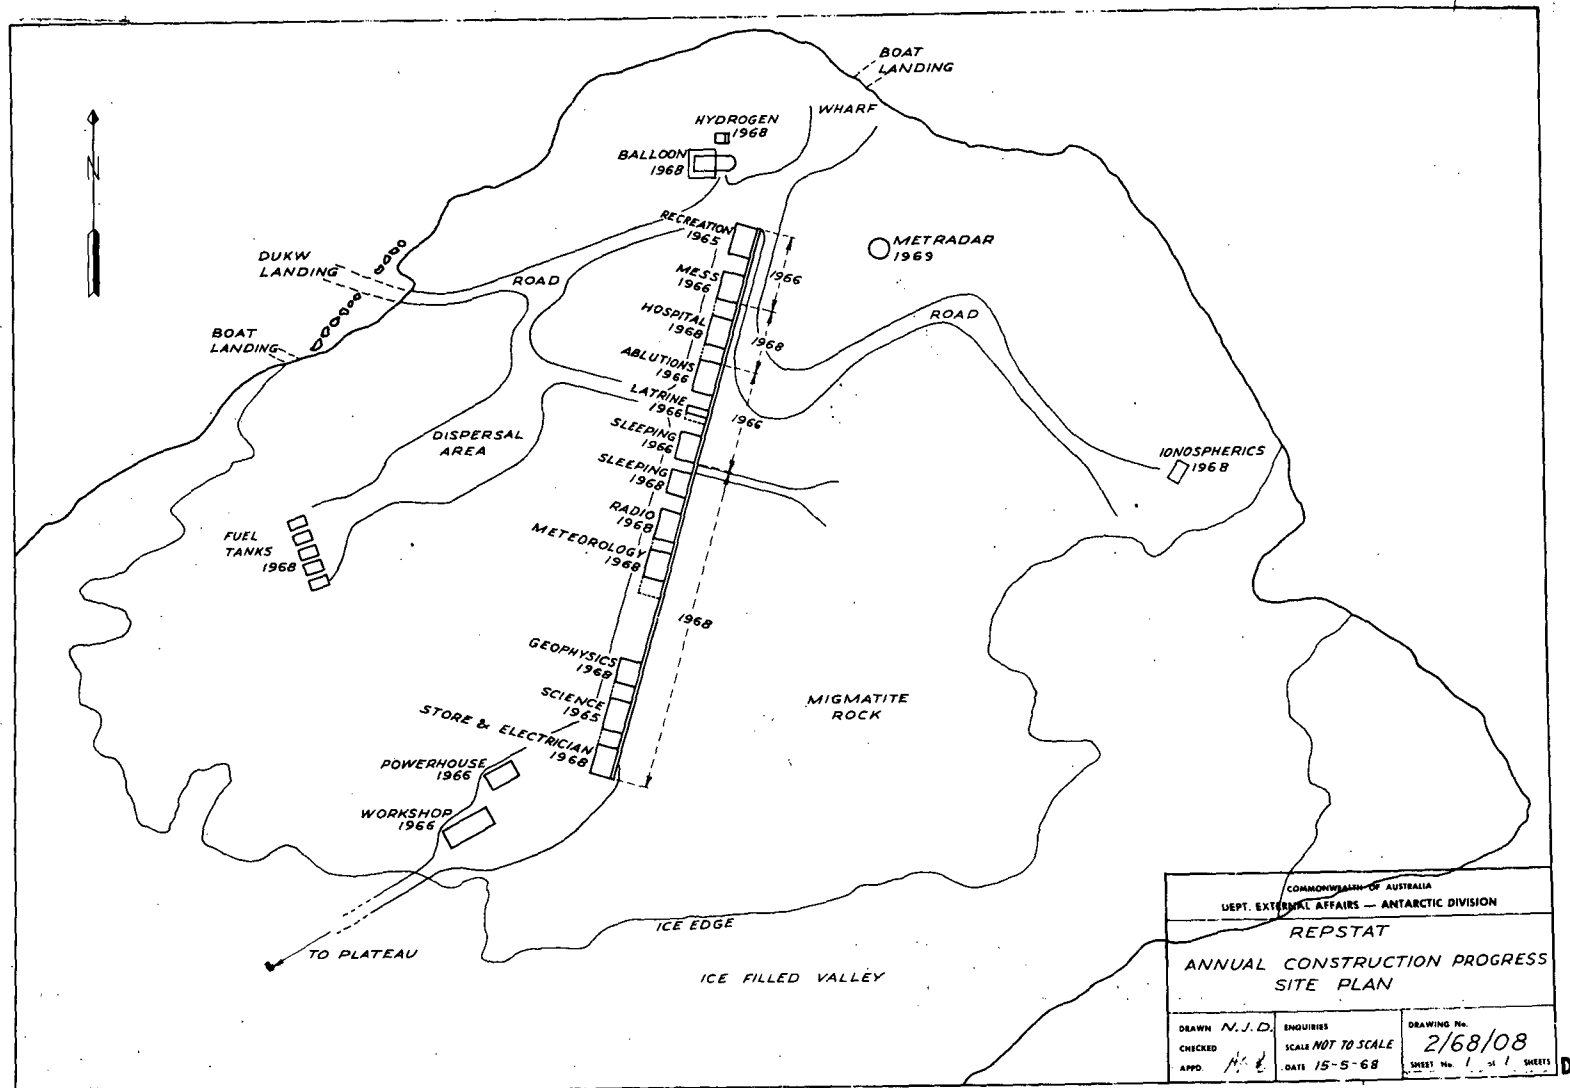 BOAT
LANDING
WHARF
HYDROGEN
1968
BALLOON
1968
N
RECREATION
1965
METRADAR
1969
DUKW
LANDING
ROAD
MESS
1966
1966
HOSPITAL
1968
ROAD
BOAT
LANDING
1968
ABLUTIONS
1966
LATRINE
1966
1966
SLEEPING
1966
DISPERSAL
AREA
IONOSPHERICS
1968
SLEEPING
1968
RADIO
1968
METEOROLOGY
1968
FUEL
TANKS
1968
1968
GEOPHYSICS
1968
SCIENCE
1965
MIGMATITE
ROCK
STORE & ELECTRICIAN
1968
POWERHOUSE
1966
WORKSHOP
1966
ICE EDGE
TO PLATEAU
ICE FILLED VALLEY
COMMONWEALTH OF AUSTRALIA
DEPT. EXTERNAL AFFAIRS — ANTARCTIC DIVISION
REPSTAT
ANNUAL CONSTRUCTION PROGRESS
SITE PLAN
DRAWN N.J.D.
CHECKED
APPD.
ENQUIRIES
SCALE NOT TO SCALE
DATE 15-5-68
DRAWING No.
2/68/08
SHEET No. 1 of 1 SHEETS
D